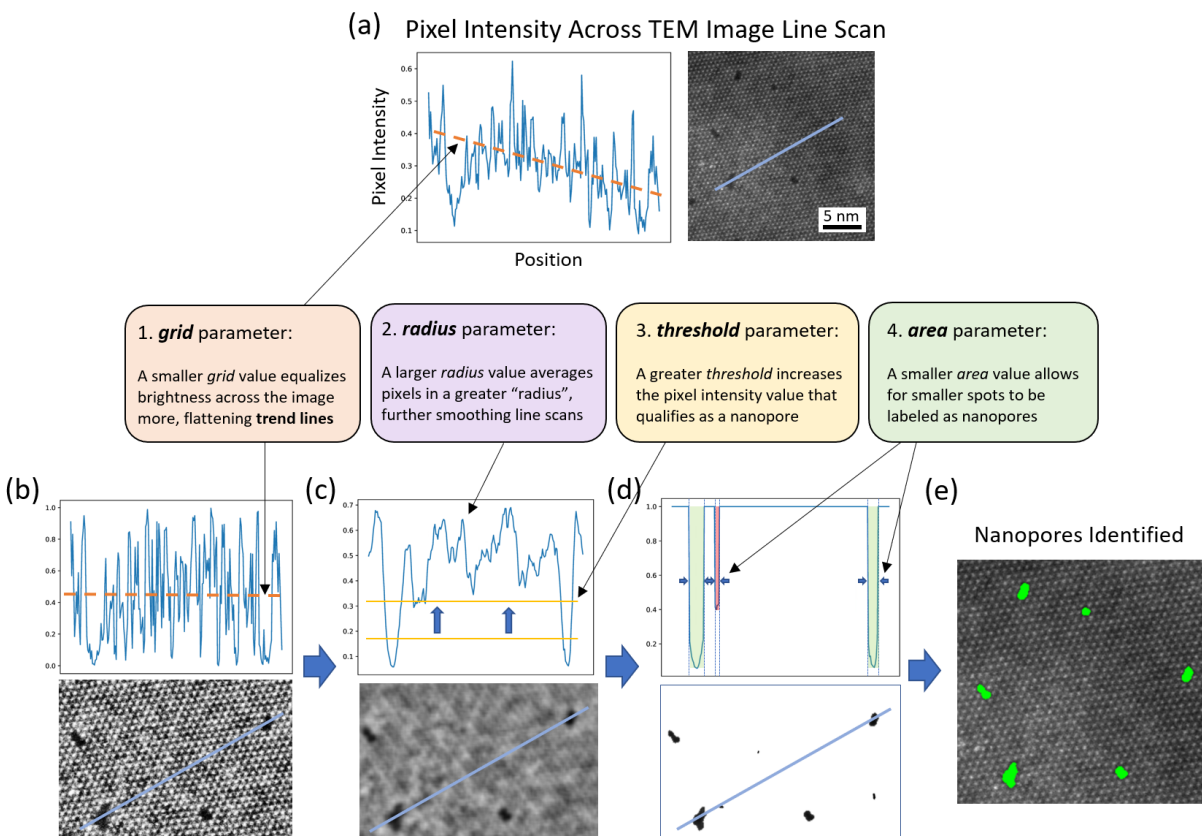 (a) Pixel Intensity Across TEM Image Line Scan
Pixel Intensity
0.6
0.5
0.4
0.3
0.2
0.1
Position
5 nm
1. grid parameter:
A smaller grid value equalizes
brightness across the image
more, flattening trend lines
2. radius parameter:
A larger radius value averages
pixels in a greater “radius”,
further smoothing line scans
3. threshold parameter:
A greater threshold increases
the pixel intensity value that
qualifies as a nanopore
4. area parameter:
A smaller area value allows
for smaller spots to be
labeled as nanopores
(b)
1.0
0.8
0.6
0.4
0.2
0.0
(c)
0.7
0.6
0.5
0.4
0.3
0.2
0.1
(d)
1.0
0.8
0.6
0.4
0.2
(e)
Nanopores Identified